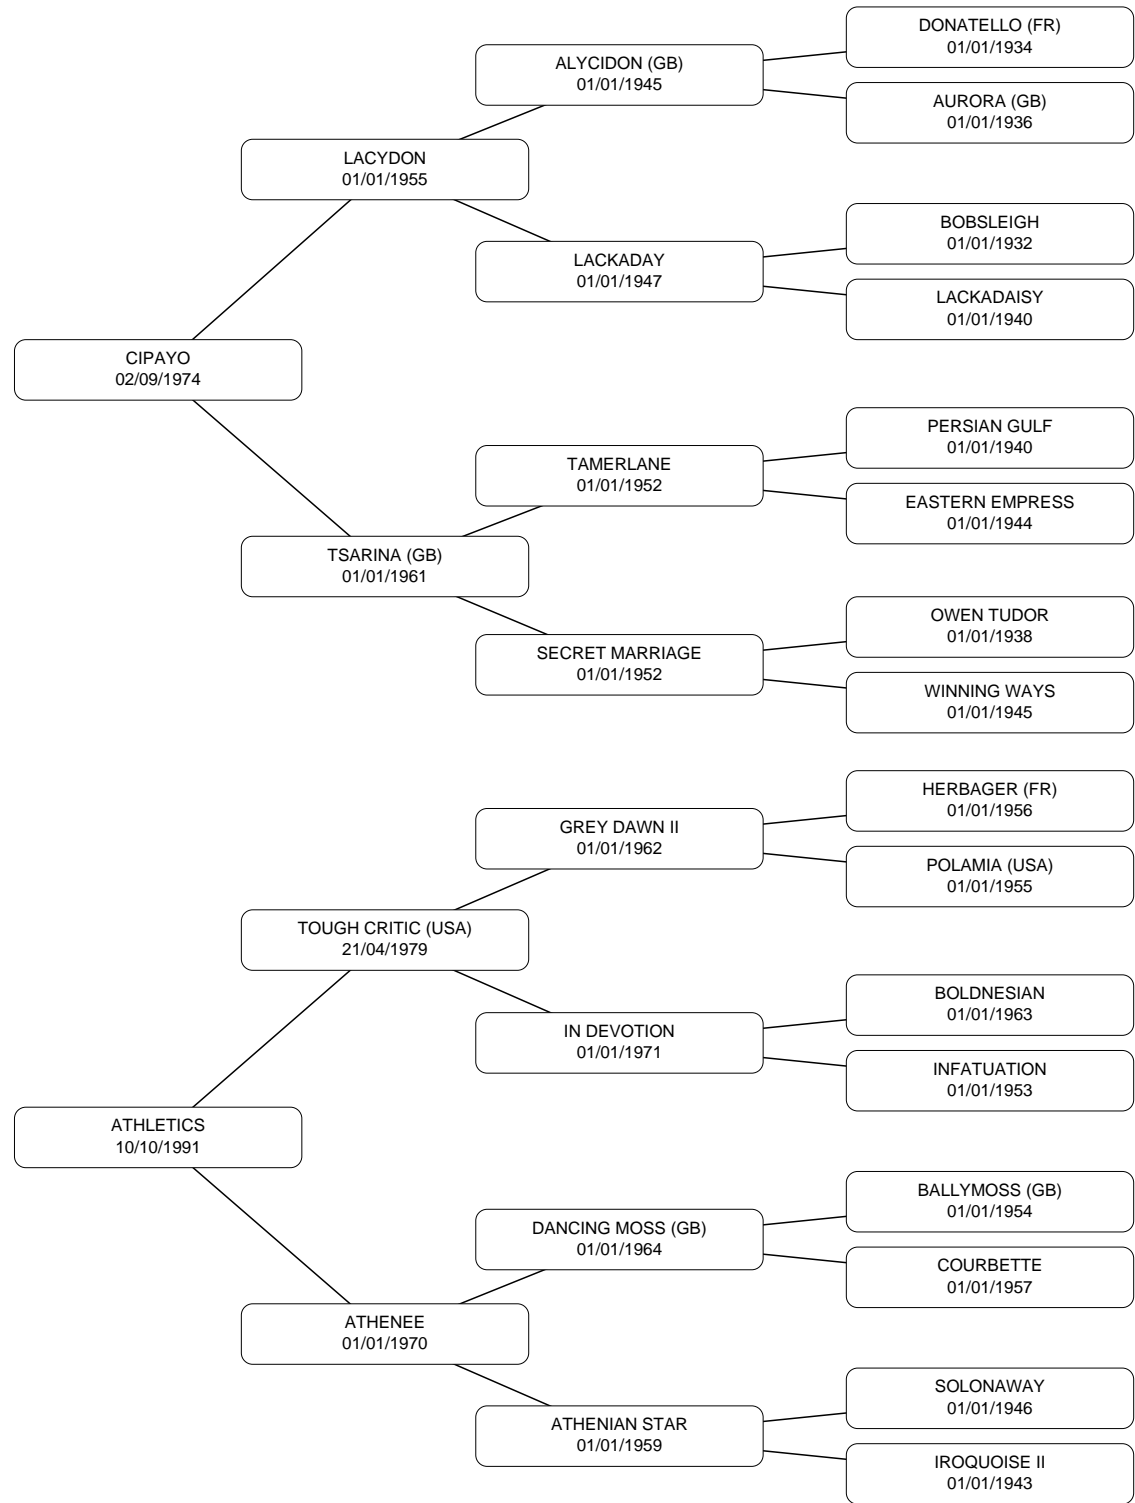 DONATELLO (FR)
01/01/1934
ALYCIDON (GB)
01/01/1945
AURORA (GB)
01/01/1936
LACYDON
01/01/1955
BOBSLEIGH
01/01/1932
LACKADAY
01/01/1947
LACKADAISY
01/01/1940
CIPAYO
02/09/1974
PERSIAN GULF
01/01/1940
TAMERLANE
01/01/1952
EASTERN EMPRESS
01/01/1944
TSARINA (GB)
01/01/1961
OWEN TUDOR
01/01/1938
SECRET MARRIAGE
01/01/1952
WINNING WAYS
01/01/1945
HERBAGER (FR)
01/01/1956
GREY DAWN II
01/01/1962
POLAMIA (USA)
01/01/1955
TOUGH CRITIC (USA)
21/04/1979
BOLDNESIAN
01/01/1963
IN DEVOTION
01/01/1971
INFATUATION
01/01/1953
ATHLETICS
10/10/1991
BALLYMOSS (GB)
01/01/1954
DANCING MOSS (GB)
01/01/1964
COURBETTE
01/01/1957
ATHENEE
01/01/1970
SOLONAWAY
01/01/1946
ATHENIAN STAR
01/01/1959
IROQUOISE II
01/01/1943